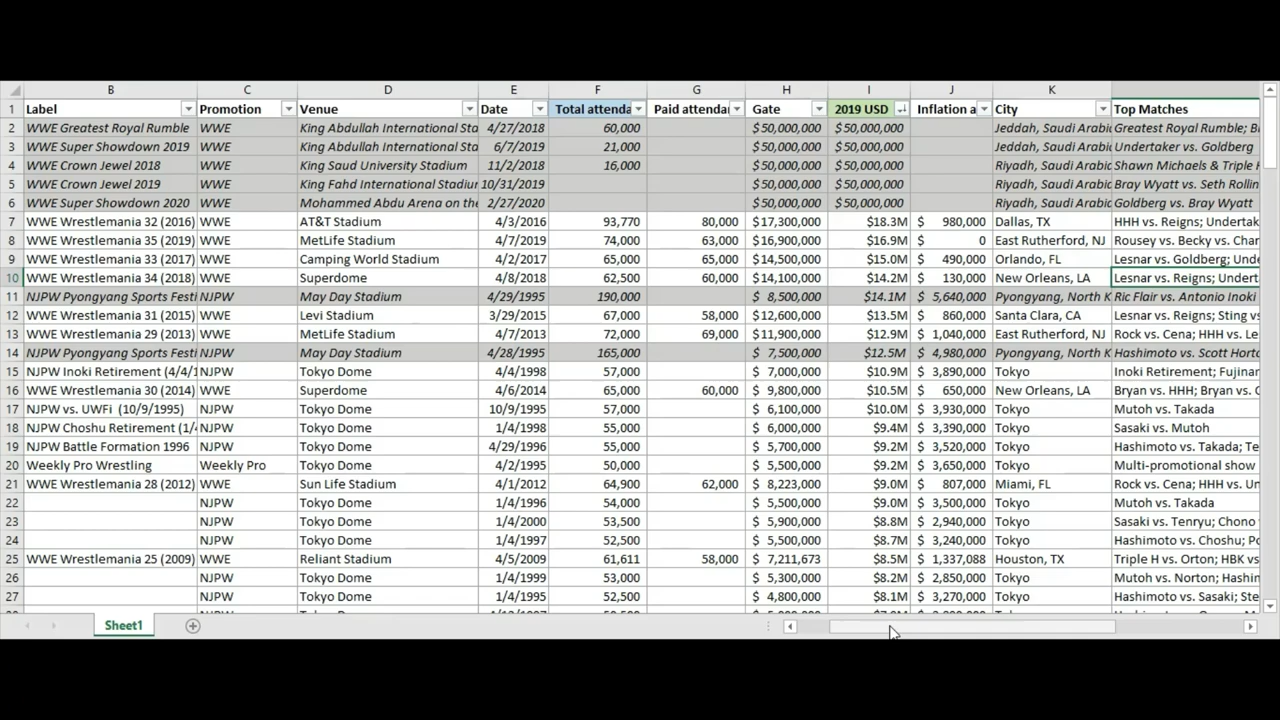 B C D E F G H I J K
1 Label Promotion Venue Date Total attenda Paid attendar Gate 2019 USD Inflation a City Top Matches
2 WWE Greatest Royal Rumble WWE King Abdullah International Sta 4/27/2018 60,000 $50,000,000 $50,000,000 Jeddah, Saudi Arabia Greatest Royal Rumble;
3 WWE Super Showdown 2019 WWE King Abdullah International Sta 6/7/2019 21,000 $50,000,000 $50,000,000 Jeddah, Saudi Arabia Undertaker vs. Goldberg
4 WWE Crown Jewel 2018 WWE King Saud University Stadium 11/2/2018 16,000 $50,000,000 $50,000,000 Riyadh, Saudi Arabia Shawn Michaels & Triple
5 WWE Crown Jewel 2019 WWE King Fahd International Stadiur 10/31/2019 $50,000,000 $50,000,000 Riyadh, Saudi Arabia Bray Wyatt vs. Seth Rollin
6 WWE Super Showdown 2020 WWE Mohammed Abdu Arena on the 2/27/2020 $50,000,000 $50,000,000 Riyadh, Saudi Arabia Goldberg vs. Bray Wyatt
7 WWE Wrestlemania 32 (2016) WWE AT&T Stadium 4/3/2016 93,770 80,000 $17,300,000 $18.3M $ 980,000 Dallas, TX HHH vs. Reigns; Undertak
8 WWE Wrestlemania 35 (2019) WWE MetLife Stadium 4/7/2019 74,000 63,000 $16,900,000 $16.9M $ 0 East Rutherford, NJ Rousey vs. Becky vs. Char
9 WWE Wrestlemania 33 (2017) WWE Camping World Stadium 4/2/2017 65,000 65,000 $14,500,000 $15.0M $ 490,000 Orlando, FL Lesnar vs. Goldberg; Unde
10 WWE Wrestlemania 34 (2018) WWE Superdome 4/8/2018 62,500 60,000 $14,100,000 $14.2M $ 130,000 New Orleans, LA Lesnar vs. Reigns; Undert
11 NJPW Pyongyang Sports Festi NJPW May Day Stadium 4/29/1995 190,000 $ 8,500,000 $14.1M $ 5,640,000 Pyongyang, North K Ric Flair vs. Antonio Inoki
12 WWE Wrestlemania 31 (2015) WWE Levi Stadium 3/29/2015 67,000 58,000 $12,600,000 $13.5M $ 860,000 Santa Clara, CA Lesnar vs. Reigns; Sting vs
13 WWE Wrestlemania 29 (2013) WWE MetLife Stadium 4/7/2013 72,000 69,000 $11,900,000 $12.9M $ 1,040,000 East Rutherford, NJ Rock vs. Cena; HHH vs. Le
14 NJPW Pyongyang Sports Festi NJPW May Day Stadium 4/28/1995 165,000 $ 7,500,000 $12.5M $ 4,980,000 Pyongyang, North K Hashimoto vs. Scott Norto
15 NJPW Inoki Retirement (4/4/1 NJPW Tokyo Dome 4/4/1998 57,000 $ 7,000,000 $10.9M $ 3,890,000 Tokyo Inoki Retirement; Fujinar
16 WWE Wrestlemania 30 (2014) WWE Superdome 4/6/2014 65,000 60,000 $ 9,800,000 $10.5M $ 650,000 New Orleans, LA Bryan vs. HHH; Bryan vs.
17 NJPW vs. UWFi (10/9/1995) NJPW Tokyo Dome 10/9/1995 57,000 $ 6,100,000 $10.0M $ 3,930,000 Tokyo Mutoh vs. Takada
18 NJPW Choshu Retirement (1/4 NJPW Tokyo Dome 1/4/1998 55,000 $ 6,000,000 $9.4M $ 3,390,000 Tokyo Sasaki vs. Mutoh
19 NJPW Battle Formation 1996 NJPW Tokyo Dome 4/29/1996 55,000 $ 5,700,000 $9.2M $ 3,520,000 Tokyo Hashimoto vs. Takada; Te
20 Weekly Pro Wrestling Weekly Pro Tokyo Dome 4/2/1995 50,000 $ 5,500,000 $9.2M $ 3,650,000 Tokyo Multi-promotional show
21 WWE Wrestlemania 28 (2012) WWE Sun Life Stadium 4/1/2012 64,900 62,000 $ 8,223,000 $9.0M $ 807,000 Miami, FL Rock vs. Cena; HHH vs. Un
22 NJPW Tokyo Dome 1/4/1996 54,000 $ 5,500,000 $9.0M $ 3,500,000 Tokyo Mutoh vs. Takada
23 NJPW Tokyo Dome 1/4/2000 53,500 $ 5,900,000 $8.8M $ 2,940,000 Tokyo Sasaki vs. Tenryu; Chono
24 NJPW Tokyo Dome 1/4/1997 52,500 $ 5,500,000 $8.7M $ 3,240,000 Tokyo Hashimoto vs. Choshu; Po
25 WWE Wrestlemania 25 (2009) WWE Reliant Stadium 4/5/2009 61,611 58,000 $ 7,211,673 $8.5M $ 1,337,088 Houston, TX Triple H vs. Orton; HBK vs
26 NJPW Tokyo Dome 1/4/1999 53,000 $ 5,300,000 $8.2M $ 2,850,000 Tokyo Mutoh vs. Norton; Hashin
27 NJPW Tokyo Dome 1/4/1995 52,500 $ 4,800,000 $8.1M $ 3,270,000 Tokyo Hashimoto vs. Sasaki; Ste
Sheet1